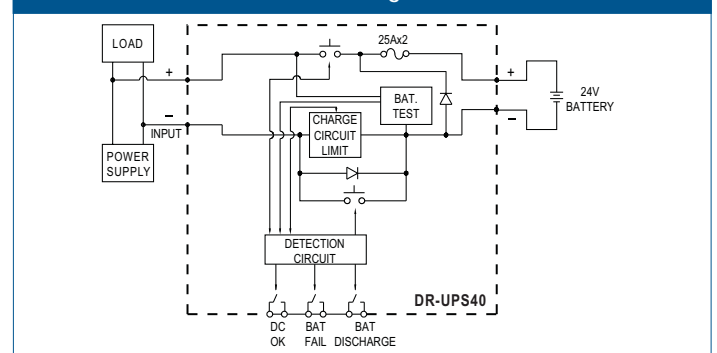 LOAD
25Ax2
+
+
BAT.
TEST
24V
BATTERY
–
CHARGE
CIRCUIT
LIMIT
–
INPUT
POWER
SUPPLY
DETECTION
CIRCUIT
DR-UPS40
DC
OK
BAT
FAIL
BAT
DISCHARGE